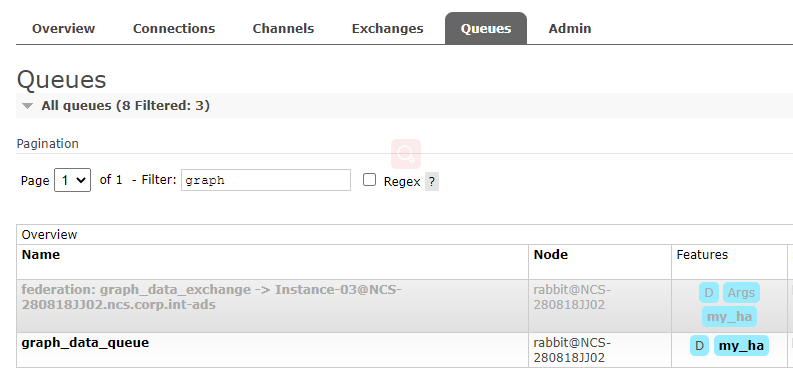 Overview Connections Channels Exchanges Queues Admin
Queues
All queues (8 Filtered: 3)
Pagination
Page 1 of 1 - Filter: graph Regex ?
Overview
Name Node Features
federation: graph_data_exchange -> Instance-03@NCS-
280818JJ02.ncs.corp.int-ads
rabbit@NCS-
280818JJ02
D Args
my_ha
graph_data_queue
rabbit@NCS-
280818JJ02
D my_ha